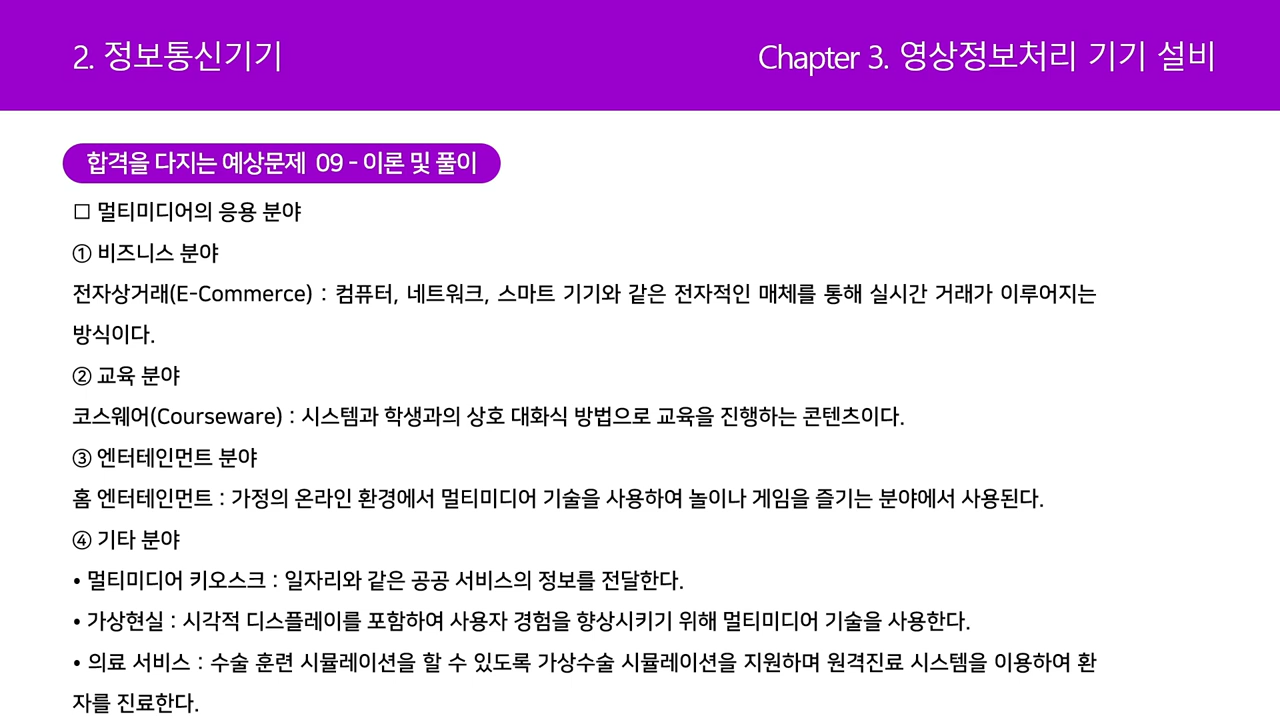 2. 정보통신기기
Chapter 3. 영상정보처리 기기 설비
합격을 다지는 예상문제 09 - 이론 및 풀이
□ 멀티미디어의 응용 분야
① 비즈니스 분야
전자상거래(E-Commerce) : 컴퓨터, 네트워크, 스마트 기기와 같은 전자적인 매체를 통해 실시간 거래가 이루어지는
방식이다.
② 교육 분야
코스웨어(Courseware) : 시스템과 학생과의 상호 대화식 방법으로 교육을 진행하는 콘텐츠이다.
③ 엔터테인먼트 분야
홈 엔터테인먼트 : 가정의 온라인 환경에서 멀티미디어 기술을 사용하여 놀이나 게임을 즐기는 분야에서 사용된다.
④ 기타 분야
• 멀티미디어 키오스크 : 일자리와 같은 공공 서비스의 정보를 전달한다.
• 가상현실 : 시각적 디스플레이를 포함하여 사용자 경험을 향상시키기 위해 멀티미디어 기술을 사용한다.
• 의료 서비스 : 수술 훈련 시뮬레이션을 할 수 있도록 가상수술 시뮬레이션을 지원하며 원격진료 시스템을 이용하여 환
자를 진료한다.